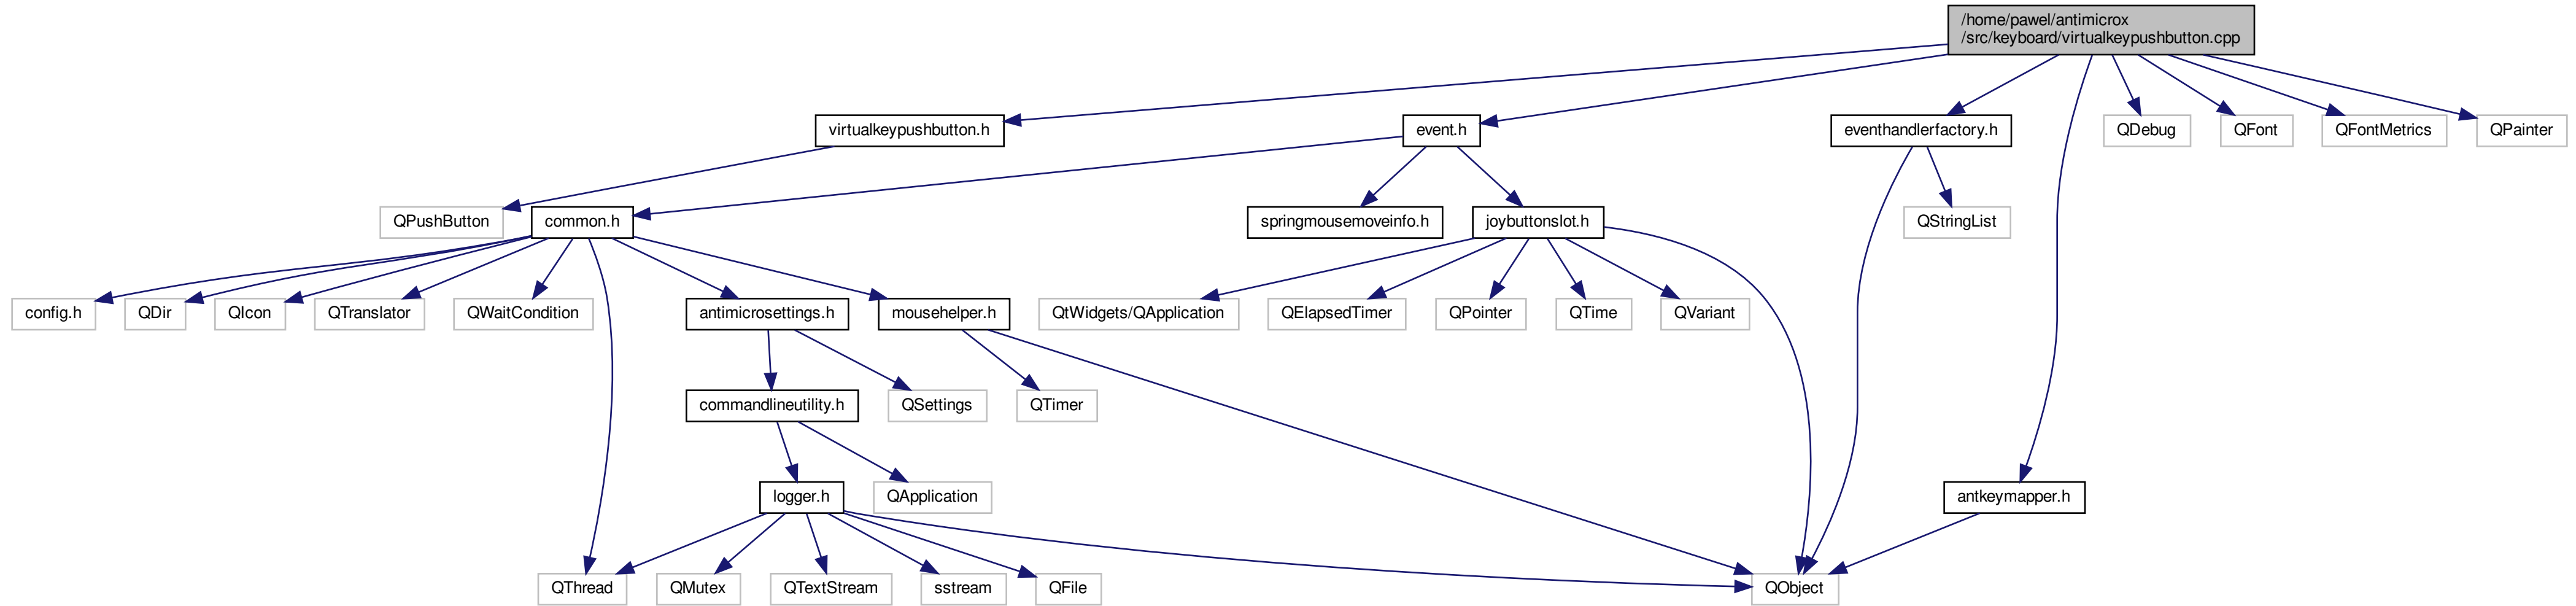 /home/pawel/antimicrox
/src/keyboard/virtualkeypushbutton.cpp
virtualkeypushbutton.h
event.h
eventhandlerfactory.h
QDebug
QFont
QFontMetrics
QPainter
QPushButton
common.h
springmousemoveinfo.h
joybuttonslot.h
QStringList
config.h
QDir
QIcon
QTranslator
QWaitCondition
antimicrosettings.h
mousehelper.h
QtWidgets/QApplication
QElapsedTimer
QPointer
QTime
QVariant
commandlineutility.h
QSettings
QTimer
logger.h
QApplication
antkeymapper.h
QThread
QMutex
QTextStream
sstream
QFile
QObject